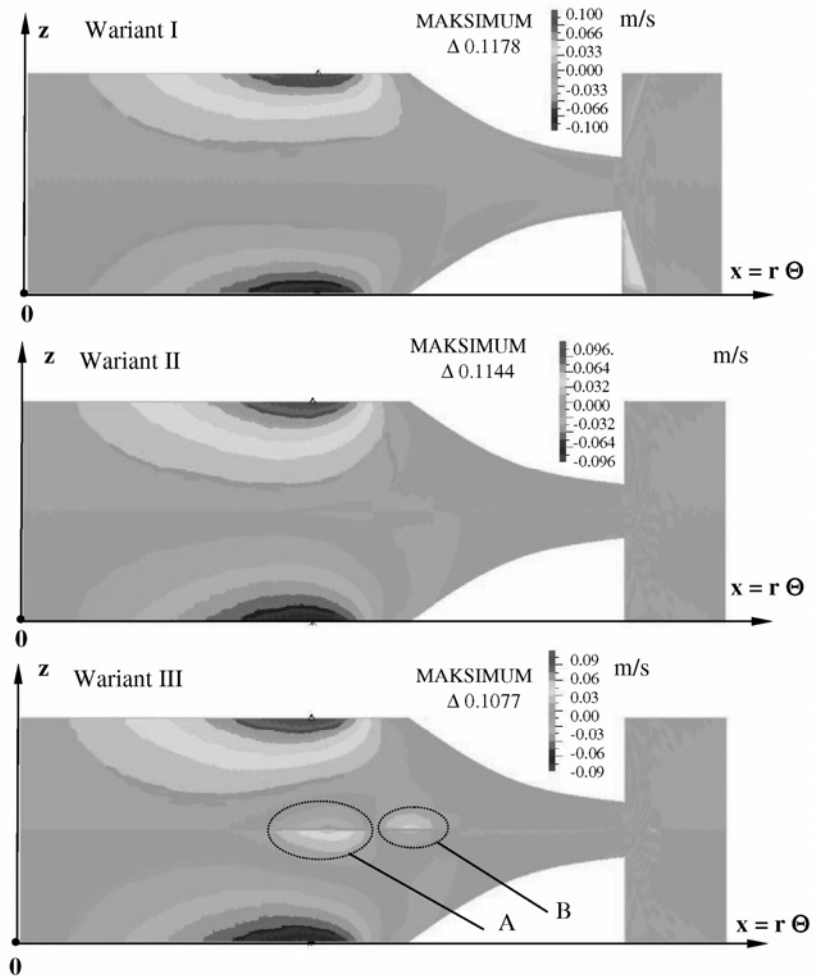 z
Wariant I
MAKSIMUM
Δ 0.1178
0.100
0.066
0.033
0.000
-0.033
-0.066
-0.100
m/s
x = r Θ
0
z
Wariant II
MAKSIMUM
Δ 0.1144
0.096.
0.064
0.032
0.000
-0.032
-0.064
-0.096
m/s
x = r Θ
0
z
Wariant III
MAKSIMUM
Δ 0.1077
0.09
0.06
0.03
0.00
-0.03
-0.06
-0.09
m/s
A
B
x = r Θ
0